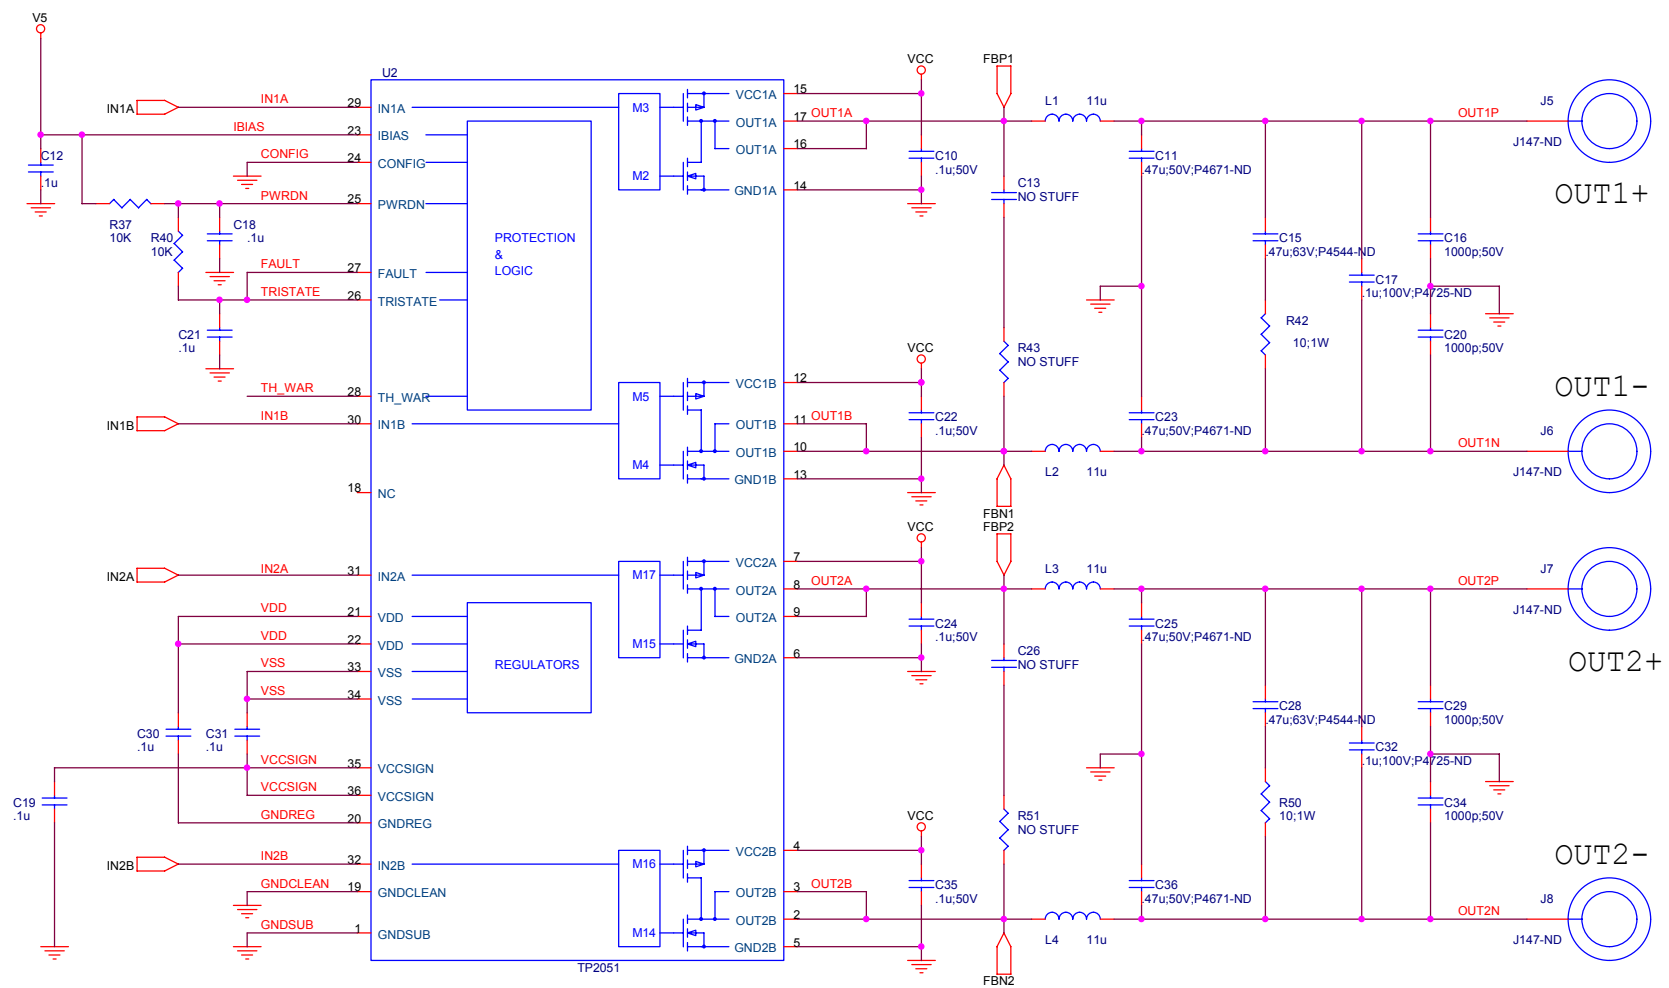 V5
U2
VCC
FBP1
IN1A
IN1A
29
IN1A
M3
VCC1A
15
L1
11u
J5
IBIAS
23
IBIAS
OUT1A
17
OUT1A
OUT1P
C12
.1u
CONFIG
24
CONFIG
OUT1A
16
C10
.1u;50V
C11
.47u;50V;P4671-ND
J147-ND
M2
GND1A
14
C13
NO STUFF
OUT1+
PWRDN
25
PWRDN
R37
10K
R40
10K
C18
.1u
PROTECTION
&
LOGIC
C15
.47u;63V;P4544-ND
C16
1000p;50V
FAULT
27
FAULT
C17
.1u;100V;P4725-ND
TRISTATE
26
TRISTATE
C21
.1u
R42
10;1W
C20
1000p;50V
VCC
R43
NO STUFF
TH_WAR
28
TH_WAR
M5
VCC1B
12
OUT1-
IN1B
IN1B
30
IN1B
OUT1B
11
OUT1B
C22
.1u;50V
C23
.47u;50V;P4671-ND
J6
OUT1B
10
OUT1N
M4
GND1B
13
L2
11u
J147-ND
18
NC
FBN1
FBP2
VCC
IN2A
IN2A
31
IN2A
M17
VCC2A
7
L3
11u
J7
OUT2A
8
OUT2A
OUT2P
VDD
21
VDD
OUT2A
9
C24
.1u;50V
C25
.47u;50V;P4671-ND
J147-ND
VDD
22
VDD
M15
GND2A
6
C26
NO STUFF
OUT2+
VSS
33
VSS
REGULATORS
VSS
34
VSS
C30
.1u
C31
.1u
C28
.47u;63V;P4544-ND
C29
1000p;50V
VCCSIGN
35
VCCSIGN
C32
.1u;100V;P4725-ND
VCCSIGN
36
VCCSIGN
C19
.1u
R50
10;1W
C34
1000p;50V
GNDREG
20
GNDREG
VCC
R51
NO STUFF
IN2B
IN2B
32
IN2B
M16
VCC2B
4
OUT2-
GNDCLEAN
19
GNDCLEAN
OUT2B
3
OUT2B
C35
.1u;50V
C36
.47u;50V;P4671-ND
J8
OUT2B
2
OUT2N
GNDSUB
1
GNDSUB
M14
GND2B
5
L4
11u
J147-ND
TP2051
FBN2